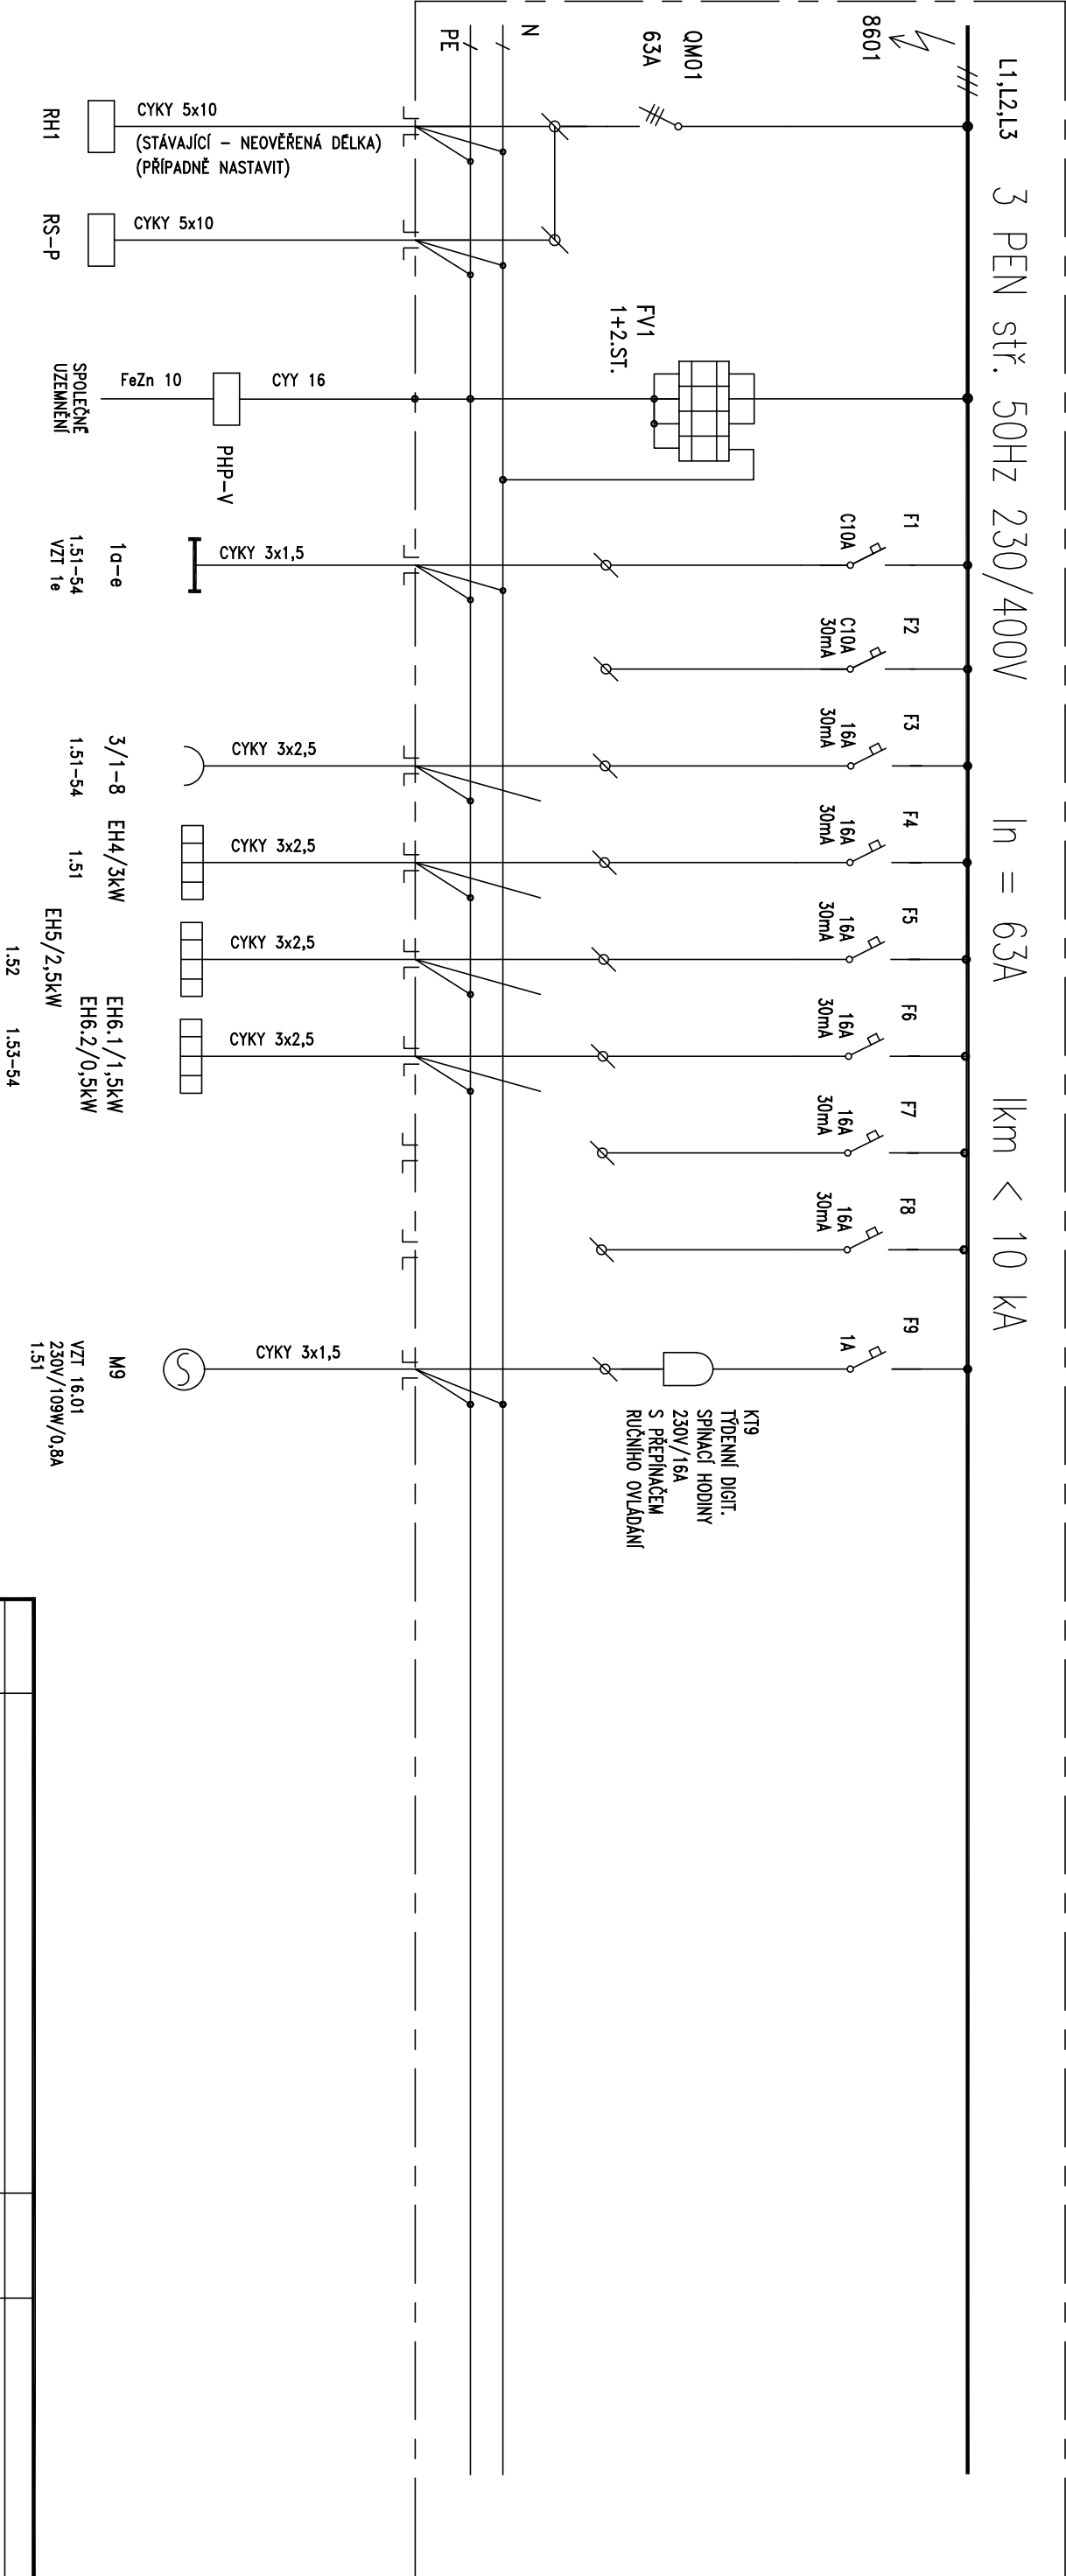 L1,L2,L3
3 PEN stř. 50Hz 230/400V
In = 63A
Ikm < 10 kA
8601
QM01
63A
N
PE
FV1
1+2.ST.
F1
C10A
F2
C10A
30mA
F3
16A
30mA
F4
16A
30mA
F5
16A
30mA
F6
16A
30mA
F7
16A
30mA
F8
16A
30mA
F9
1A
KT9
TÝDENNÍ DIGIT.
SPÍNACÍ HODINY
230V/16A
S PŘEPÍNAČEM
RUČNÍHO OVLÁDÁNÍ
CYKY 5x10
(STÁVAJÍCÍ - NEOVĚŘENÁ DÉLKA)
(PŘÍPADNĚ NASTAVIT)
RH1
CYKY 5x10
RS-P
CYY 16
PHP-V
FeZn 10
SPOLEČNÉ
UZEMNĚNÍ
CYKY 3x1,5
1a-e
1.51-54
VZT 1e
CYKY 3x2,5
3/1-8
1.51-54
CYKY 3x2,5
EH4/3kW
1.51
CYKY 3x2,5
EH5/2,5kW
1.52
CYKY 3x2,5
EH6.1/1,5kW
EH6.2/0,5kW
1.53-54
CYKY 3x1,5
M9
VZT 16.01
230V/109W/0,8A
1.51